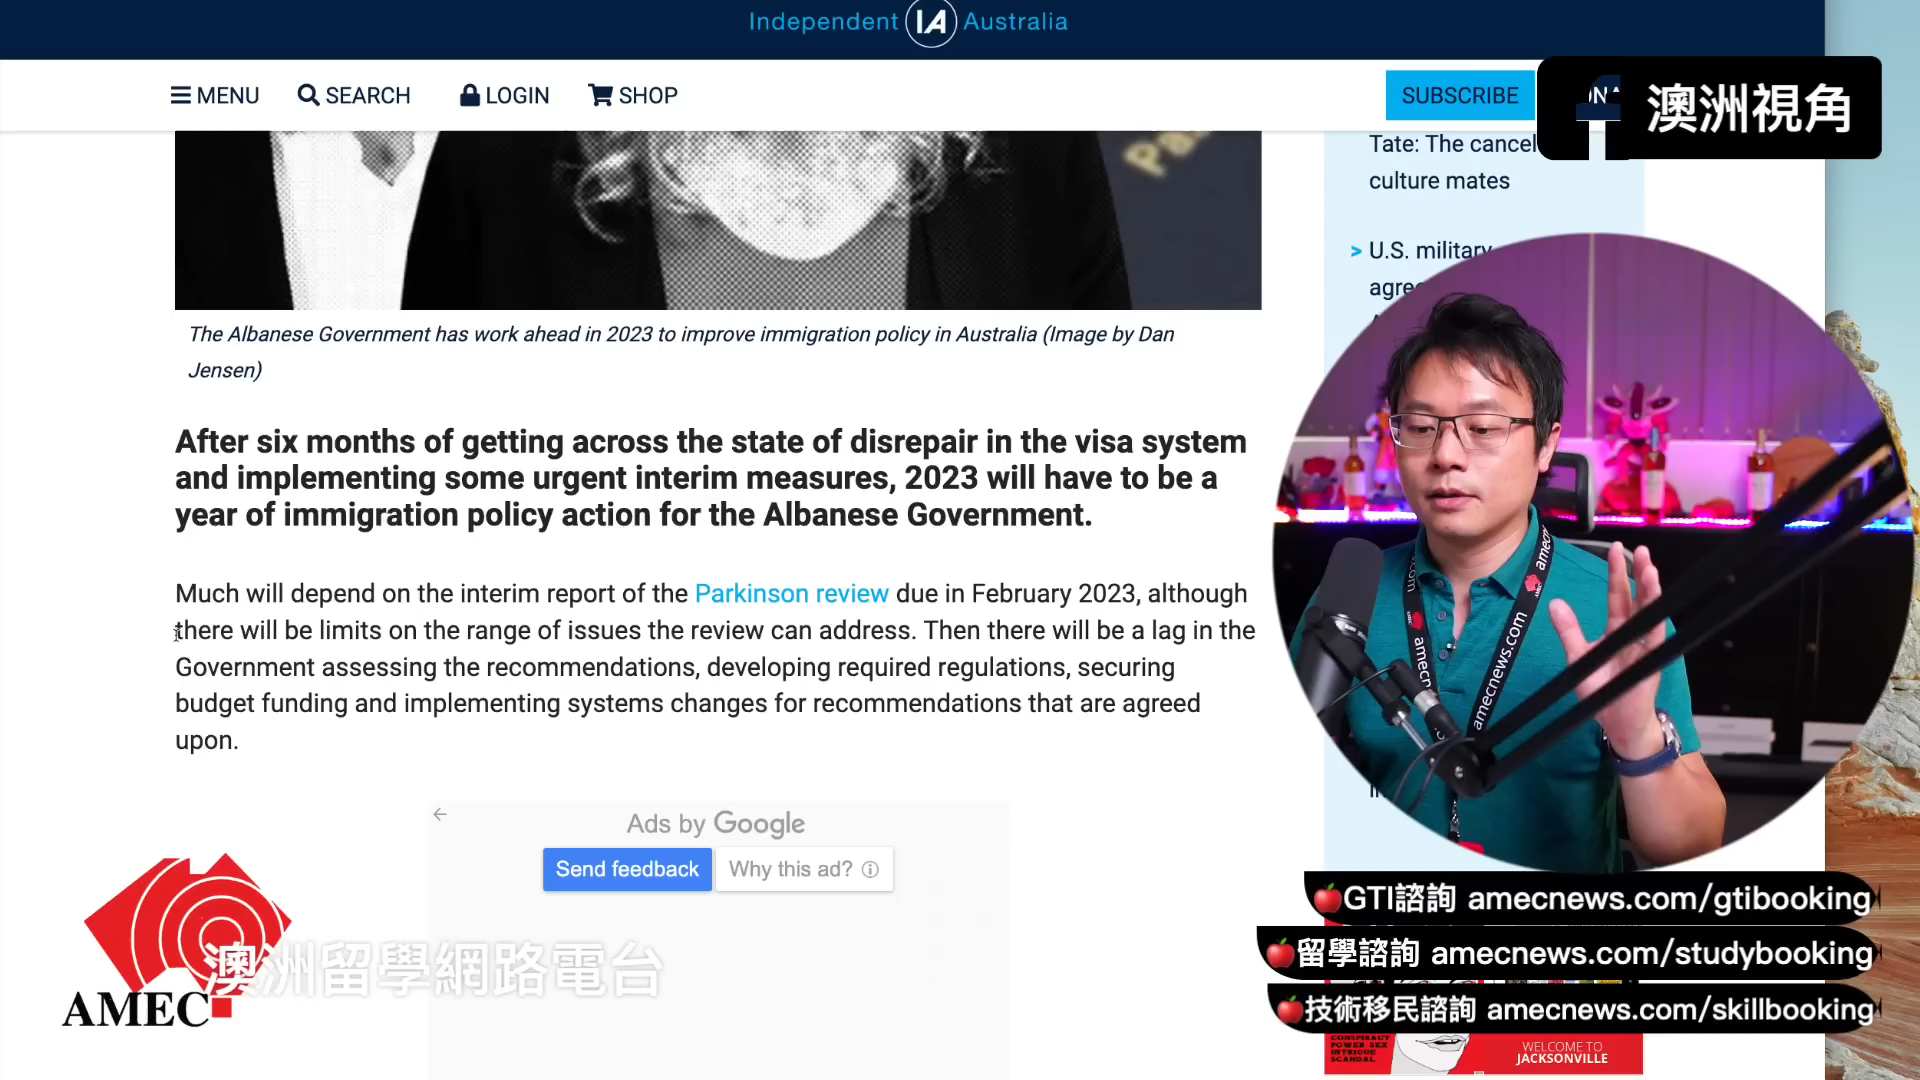 Independent IA Australia
MENU SEARCH LOGIN SHOP SUBSCRIBE
澳洲視角
Tate: The cancel
culture mates
> U.S. military
The Albanese Government has work ahead in 2023 to improve immigration policy in Australia (Image by Dan
Jensen)
After six months of getting across the state of disrepair in the visa system
and implementing some urgent interim measures, 2023 will have to be a
year of immigration policy action for the Albanese Government.
Much will depend on the interim report of the Parkinson review due in February 2023, although
there will be limits on the range of issues the review can address. Then there will be a lag in the
Government assessing the recommendations, developing required regulations, securing
budget funding and implementing systems changes for recommendations that are agreed
upon.
Ads by Google
Send feedback Why this ad?
amecnews.com
AMEC
澳洲留學網路電台
GTI諮詢 amecnews.com/gtibooking
留學諮詢 amecnews.com/studybooking
技術移民諮詢 amecnews.com/skillbooking
CONSPIRACY
POWER SEX
INTRIGUE
SCANDAL
WELCOME TO
JACKSONVILLE